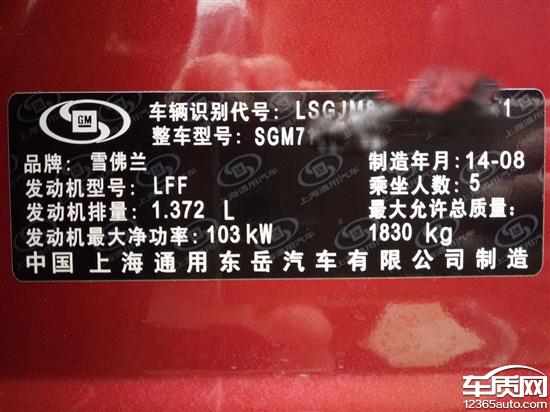 GM
车辆识别代号: LSGJM
1
整车型号: SGM71
品牌: 雪佛兰
制造年月: 14-08
发动机型号: LFF
乘坐人数: 5
发动机排量: 1.372 L
最大允许总质量:
发动机最大净功率: 103 kW
1830 kg
中国 上海通用东岳汽车有限公司制造
车质网
12365auto.com